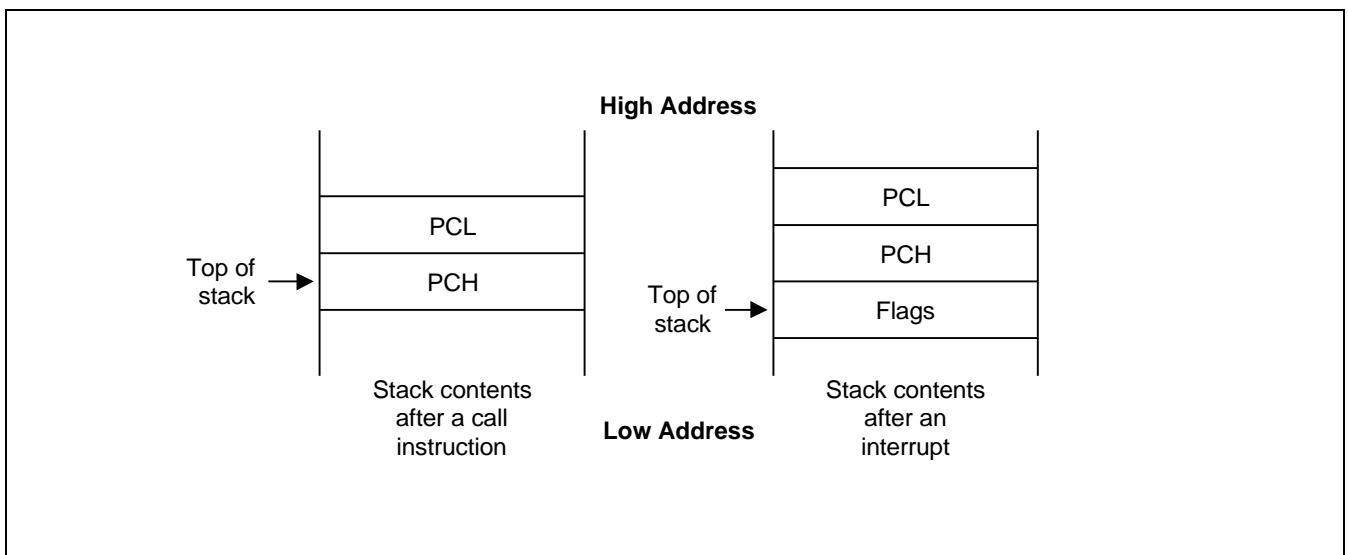 High Address
PCL
PCH
Top of
stack
Stack contents
after a call
instruction
Low Address
PCL
PCH
Flags
Top of
stack
Stack contents
after an
interrupt